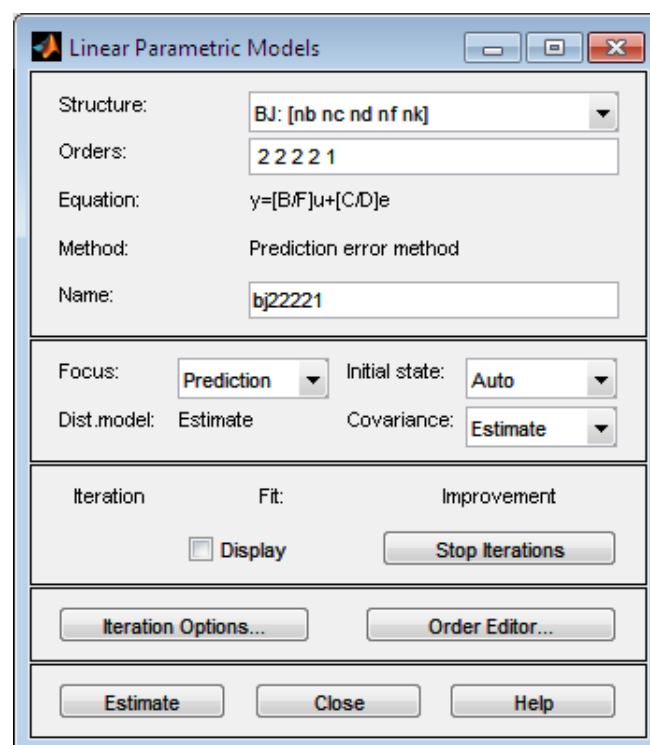 Linear Parametric Models
Structure: BJ: [nb nc nd nf nk]
Orders: 2 2 2 2 1
Equation: y=[B/F]u+[C/D]e
Method: Prediction error method
Name: bj22221
Focus: Prediction Initial state: Auto
Dist.model: Estimate Covariance: Estimate
Iteration Fit: Improvement
Display Stop Iterations
Iteration Options... Order Editor...
Estimate Close Help